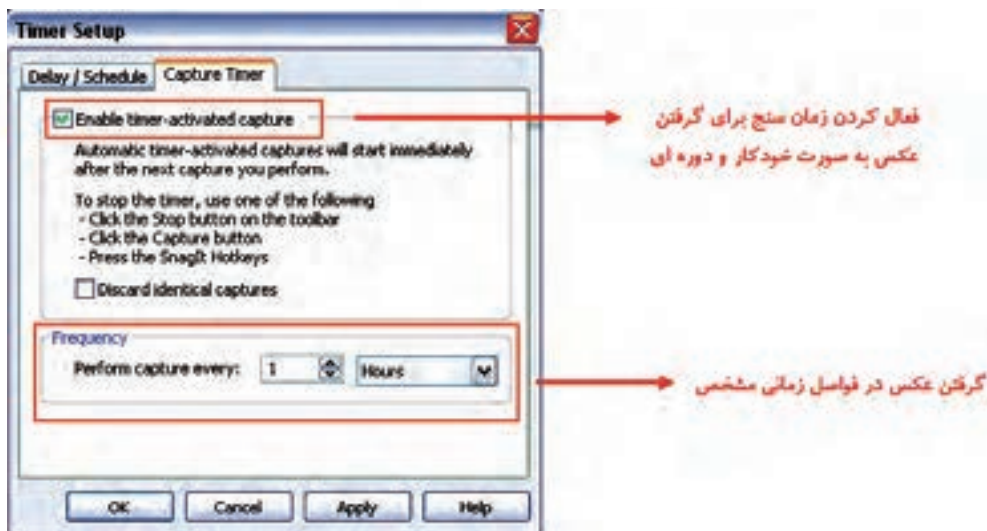 Timer Setup
Delay / Schedule
Capture Timer
Enable timer-activated capture
Automatic timer-activated captures will start immediately
after the next capture you perform.
To stop the timer, use one of the following
- Click the Stop button on the toolbar
- Click the Capture button
- Press the SnagIt Hotkeys
Discard identical captures
Frequency
Perform capture every: 1 Hours
OK Cancel Apply Help
فعال کردن زمان سنج برای گرفتن
عکس به صورت خودکار و دوره ای
گرفتن عکس در فواصل زمانی مشخص